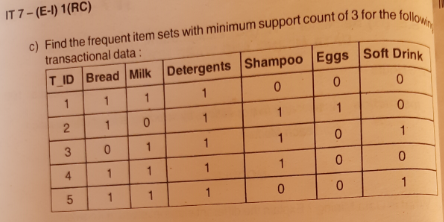 IT 7 – (E-I) 1(RC)
c) Find the frequent item sets with minimum support count of 3 for the following
transactional data :
T_ID Bread Milk Detergents Shampoo Eggs Soft Drink
1 1 1 1 0 0 0
2 1 0 1 1 1 0
3 0 1 1 1 0 1
4 1 1 1 1 0 0
5 1 1 1 0 0 1